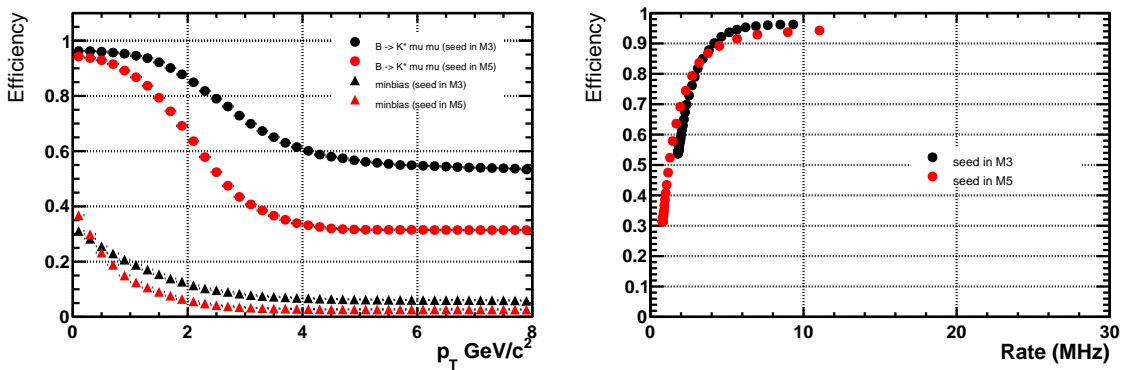 Efficiency
1
0.8
0.6
0.4
0.2
0
B -> K* mu mu (seed in M3)
B -> K* mu mu (seed in M5)
minbias (seed in M3)
minbias (seed in M5)
0 2 4 6 8
p_T GeV/c^2
Efficiency
1
0.9
0.8
0.7
0.6
0.5
0.4
0.3
0.2
0.1
0
seed in M3
seed in M5
0 10 20 30
Rate (MHz)